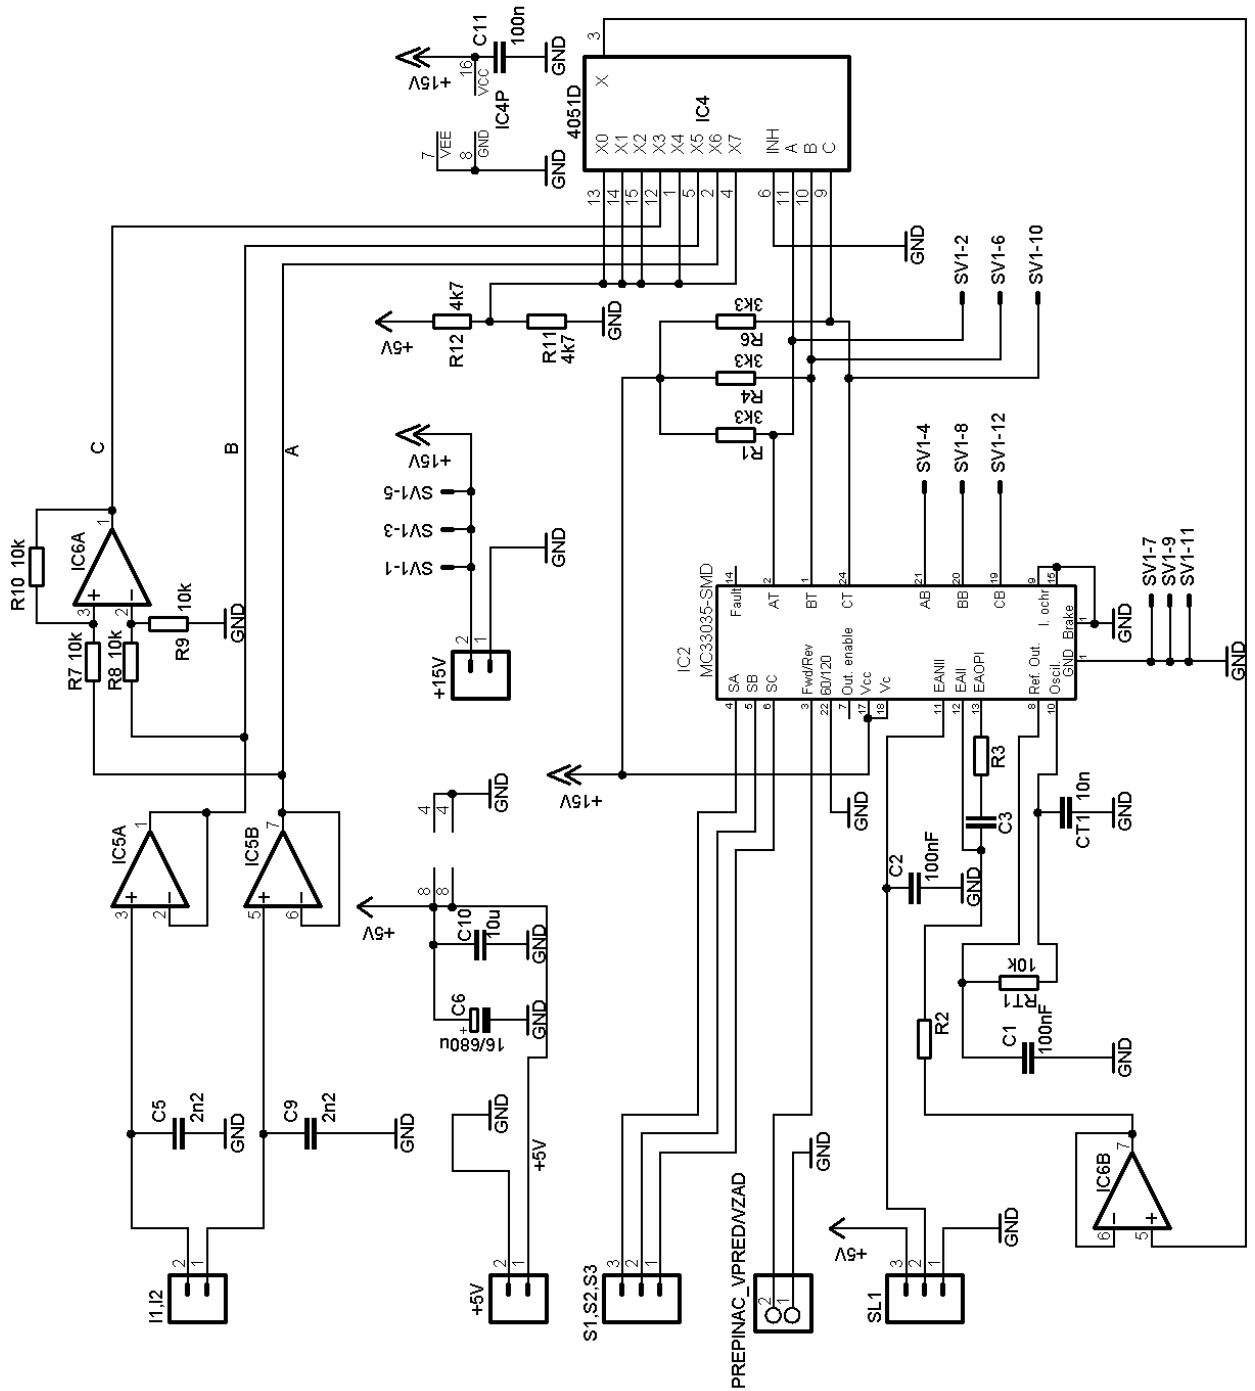 C11
100n
+15V
16
VCC
IC4P
GND
7
VEE
8
GND
GND
3
4051D
X
IC4
X0
X1
X2
X3
X4
X5
X6
X7
INH
A
B
C
13
14
15
12
1
5
2
4
6
11
10
9
GND
SV1-2
SV1-6
SV1-10
+5V
R12
4k7
R11
4k7
GND
3k3
R6
3k3
R4
3k3
R1
C
B
A
+15V
SV1-5
SV1-3
SV1-1
GND
+15V
2
1
R10 10k
IC6A
1
+
-
3
2
R7 10k
R8 10k
R9
10k
GND
SV1-4
SV1-8
SV1-12
SV1-7
SV1-9
SV1-11
IC2
MC33035-SMD
14
2
1
24
21
20
19
9
15
1
1
Fault
AT
BT
CT
AB
BB
CB
I. ochr
Brake
GND
SA
SB
SC
Fwd/Rev
60/120
Out. enable
Vcc
Vc
EANII
EAII
EAOPI
Ref. Out.
Oscil.
4
5
6
3
22
7
17
18
11
12
13
8
10
GND
GND
+15V
GND
R3
C3
C2
100nF
GND
CT1
10n
GND
IC5A
1
+
-
3
2
IC5B
7
+
-
5
6
4
4
GND
8
8
+5V
C10
10u
GND
C6
+
16/680u
GND
C5
2n2
GND
C9
2n2
GND
GND
+5V
R2
10k
RT1
C1
100nF
GND
I1,I2
2
1
+5V
2
1
S1,S2,S3
3
2
1
PREPINAC_VPRED/VZAD
2
1
GND
SL1
3
2
1
+5V
GND
IC6B
7
-
+
6
5